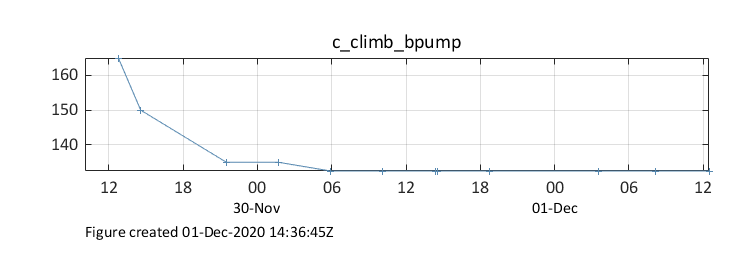 c_climb_bpump
160
150
140
12 18 00 06 12 18 00 06 12
30-Nov 01-Dec
Figure created 01-Dec-2020 14:36:45Z